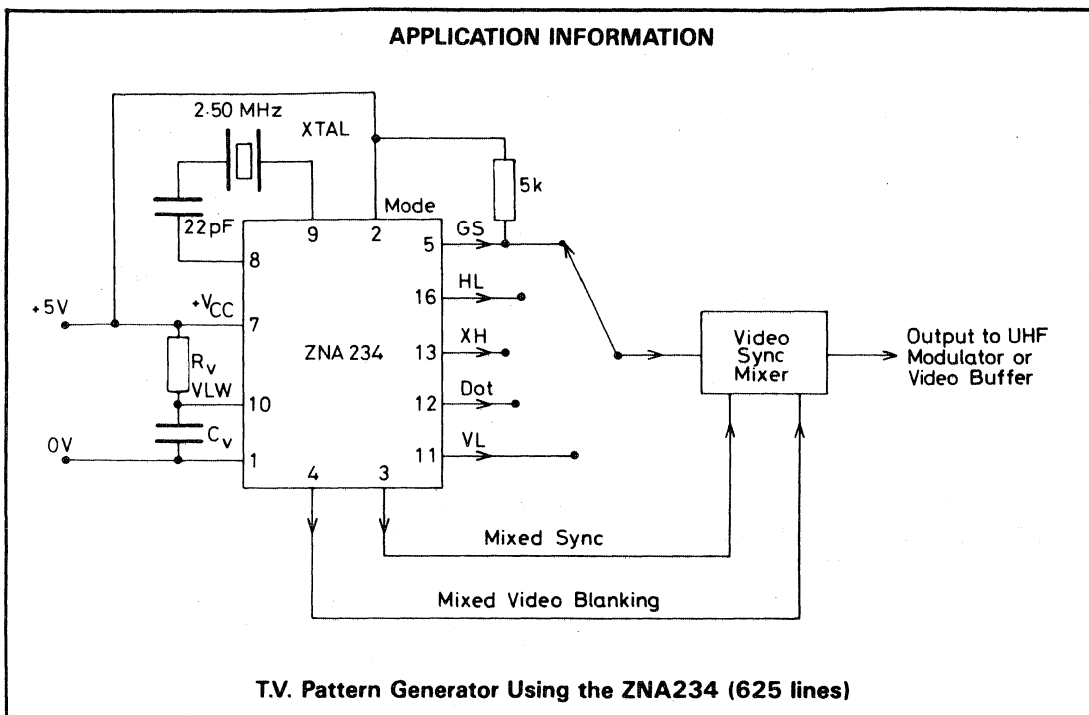 APPLICATION INFORMATION
2·50 MHz
XTAL
5k
22pF
Mode
9
2
5
GS
8
16
HL
+5V
+VCC
7
ZNA 234
13
XH
Video
Sync
Mixer
Output to UHF
Modulator or
Video Buffer
Rv
VLW
10
12
Dot
Cv
0V
1
11
VL
4
3
Mixed Sync
Mixed Video Blanking
T.V. Pattern Generator Using the ZNA234 (625 lines)